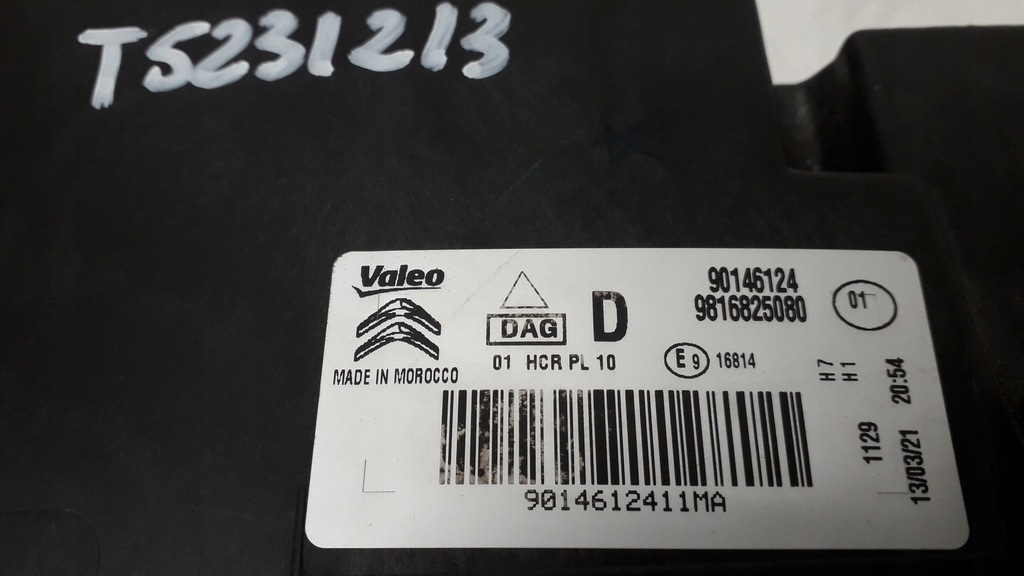 TS231213
Valeo
MADE IN MOROCCO
DAG
D
01 HCR PL 10
90146124
9816825080
01
E9 16814
H7
H1
1129
13/03/21 20:54
9014612411MA